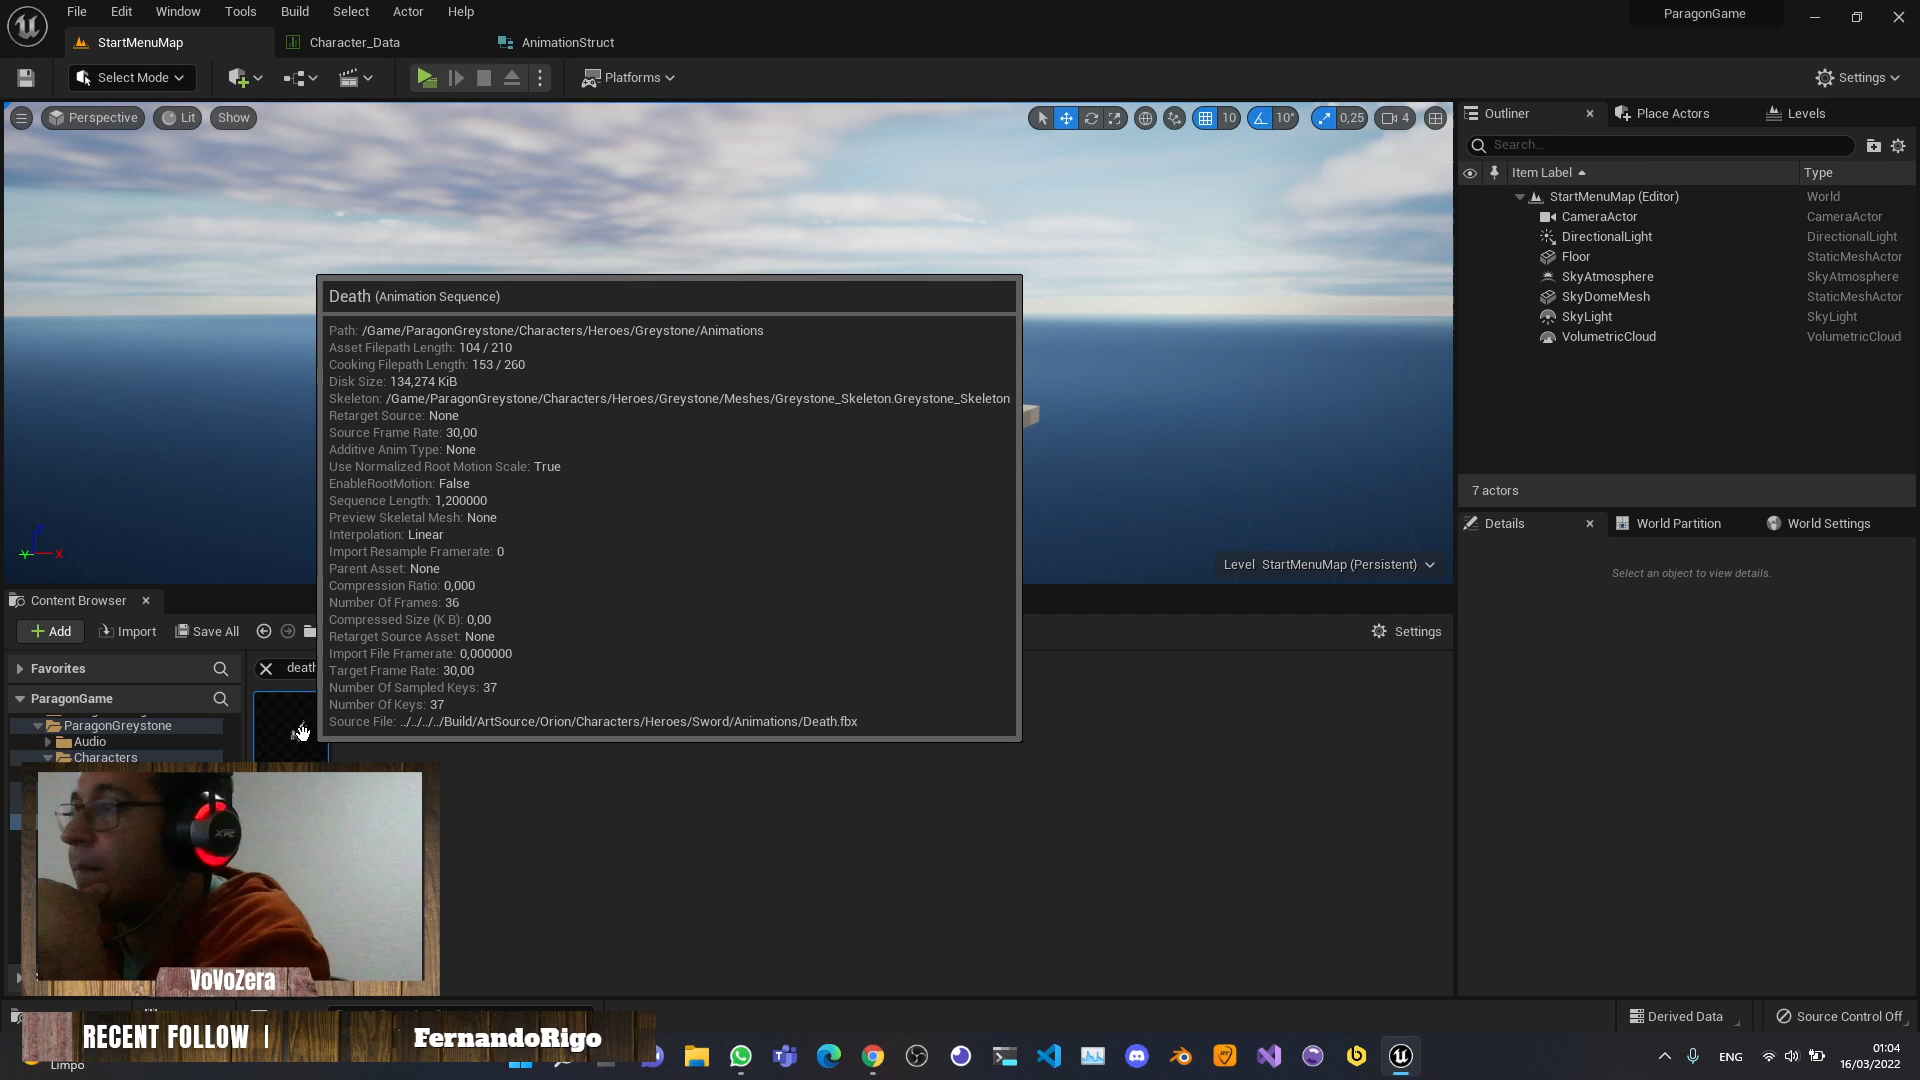 File Edit Window Tools Build Select Actor Help
ParagonGame
StartMenuMap Character_Data AnimationStruct
Select Mode
Platforms
Settings
Perspective Lit Show
10 10° 0,25 4
Outliner Place Actors Levels
Search...
Item Label Type
StartMenuMap (Editor) World
CameraActor CameraActor
DirectionalLight DirectionalLight
Floor StaticMeshActor
SkyAtmosphere SkyAtmosphere
SkyDomeMesh StaticMeshActor
SkyLight SkyLight
VolumetricCloud VolumetricCloud
7 actors
Details World Partition World Settings
Select an object to view details.
Death (Animation Sequence)
Path: /Game/ParagonGreystone/Characters/Heroes/Greystone/Animations
Asset Filepath Length: 104 / 210
Cooking Filepath Length: 153 / 260
Disk Size: 134,274 KiB
Skeleton: /Game/ParagonGreystone/Characters/Heroes/Greystone/Meshes/Greystone_Skeleton.Greystone_Skeleton
Retarget Source: None
Source Frame Rate: 30,00
Additive Anim Type: None
Use Normalized Root Motion Scale: True
EnableRootMotion: False
Sequence Length: 1,200000
Preview Skeletal Mesh: None
Interpolation: Linear
Import Resample Framerate: 0
Parent Asset: None
Compression Ratio: 0,000
Number Of Frames: 36
Compressed Size (K B): 0,00
Retarget Source Asset: None
Import File Framerate: 0,000000
Target Frame Rate: 30,00
Number Of Sampled Keys: 37
Number Of Keys: 37
Source File: ../../../../Build/ArtSource/Orion/Characters/Heroes/Sword/Animations/Death.fbx
Y X
Level StartMenuMap (Persistent)
Content Browser
Add Import Save All
Settings
Favorites
death
ParagonGame
ParagonGreystone
Audio
Characters
XPC
VoVoZera
Derived Data Source Control Off
RECENT FOLLOW | FernandoRigo
Limpo
ENG
01:04
16/03/2022